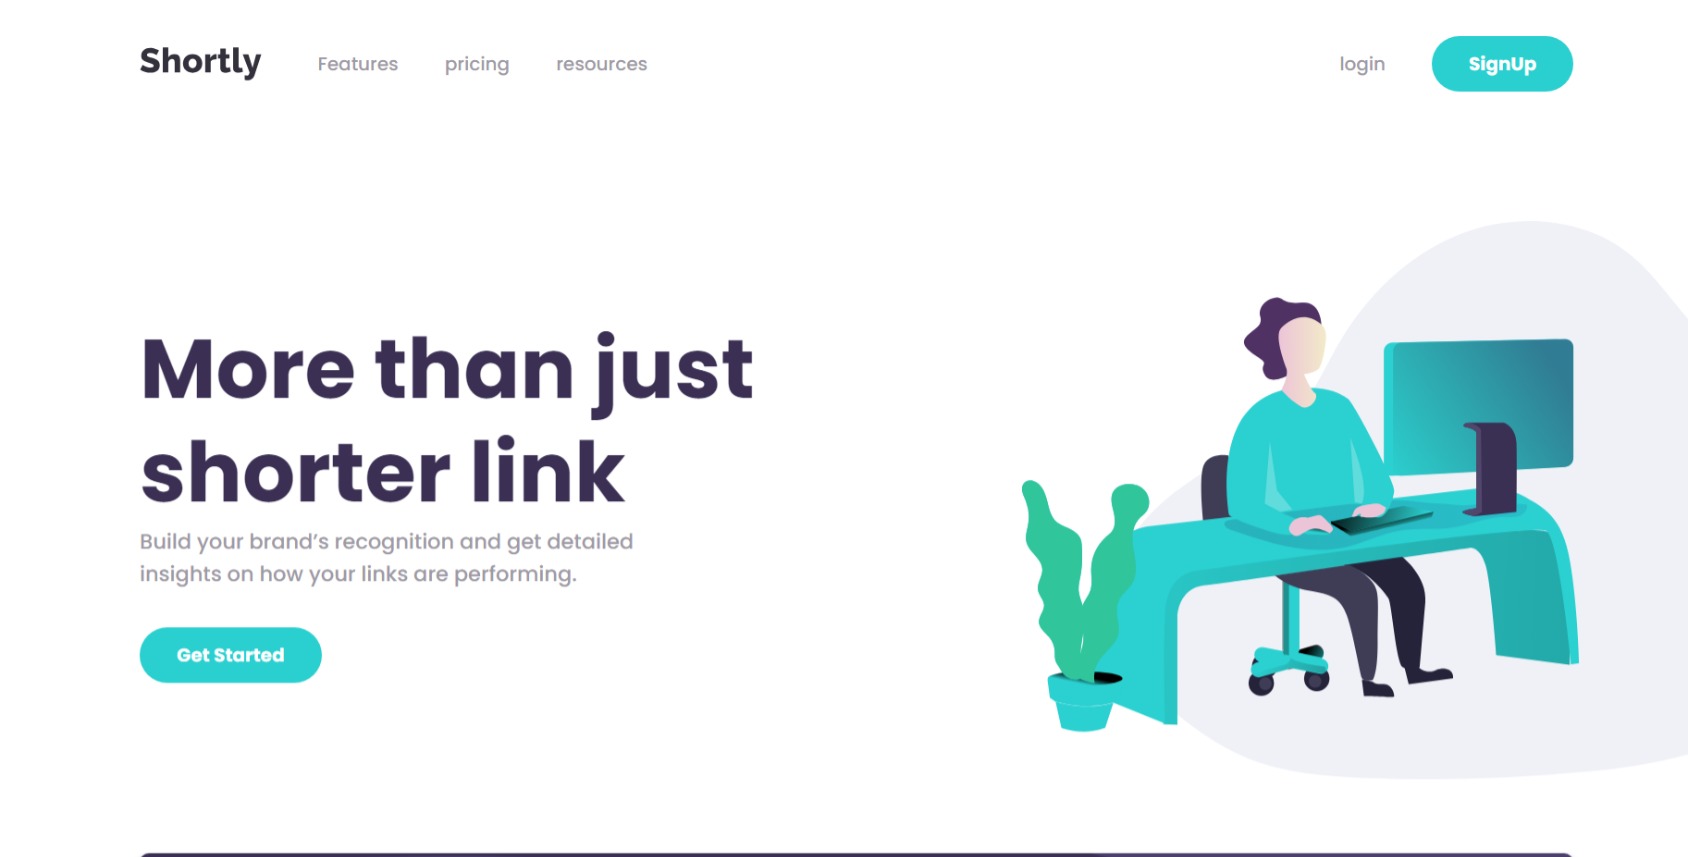 Shortly
Features
pricing
resources
login
SignUp
More than just
shorter link
Build your brand’s recognition and get detailed
insights on how your links are performing.
Get Started